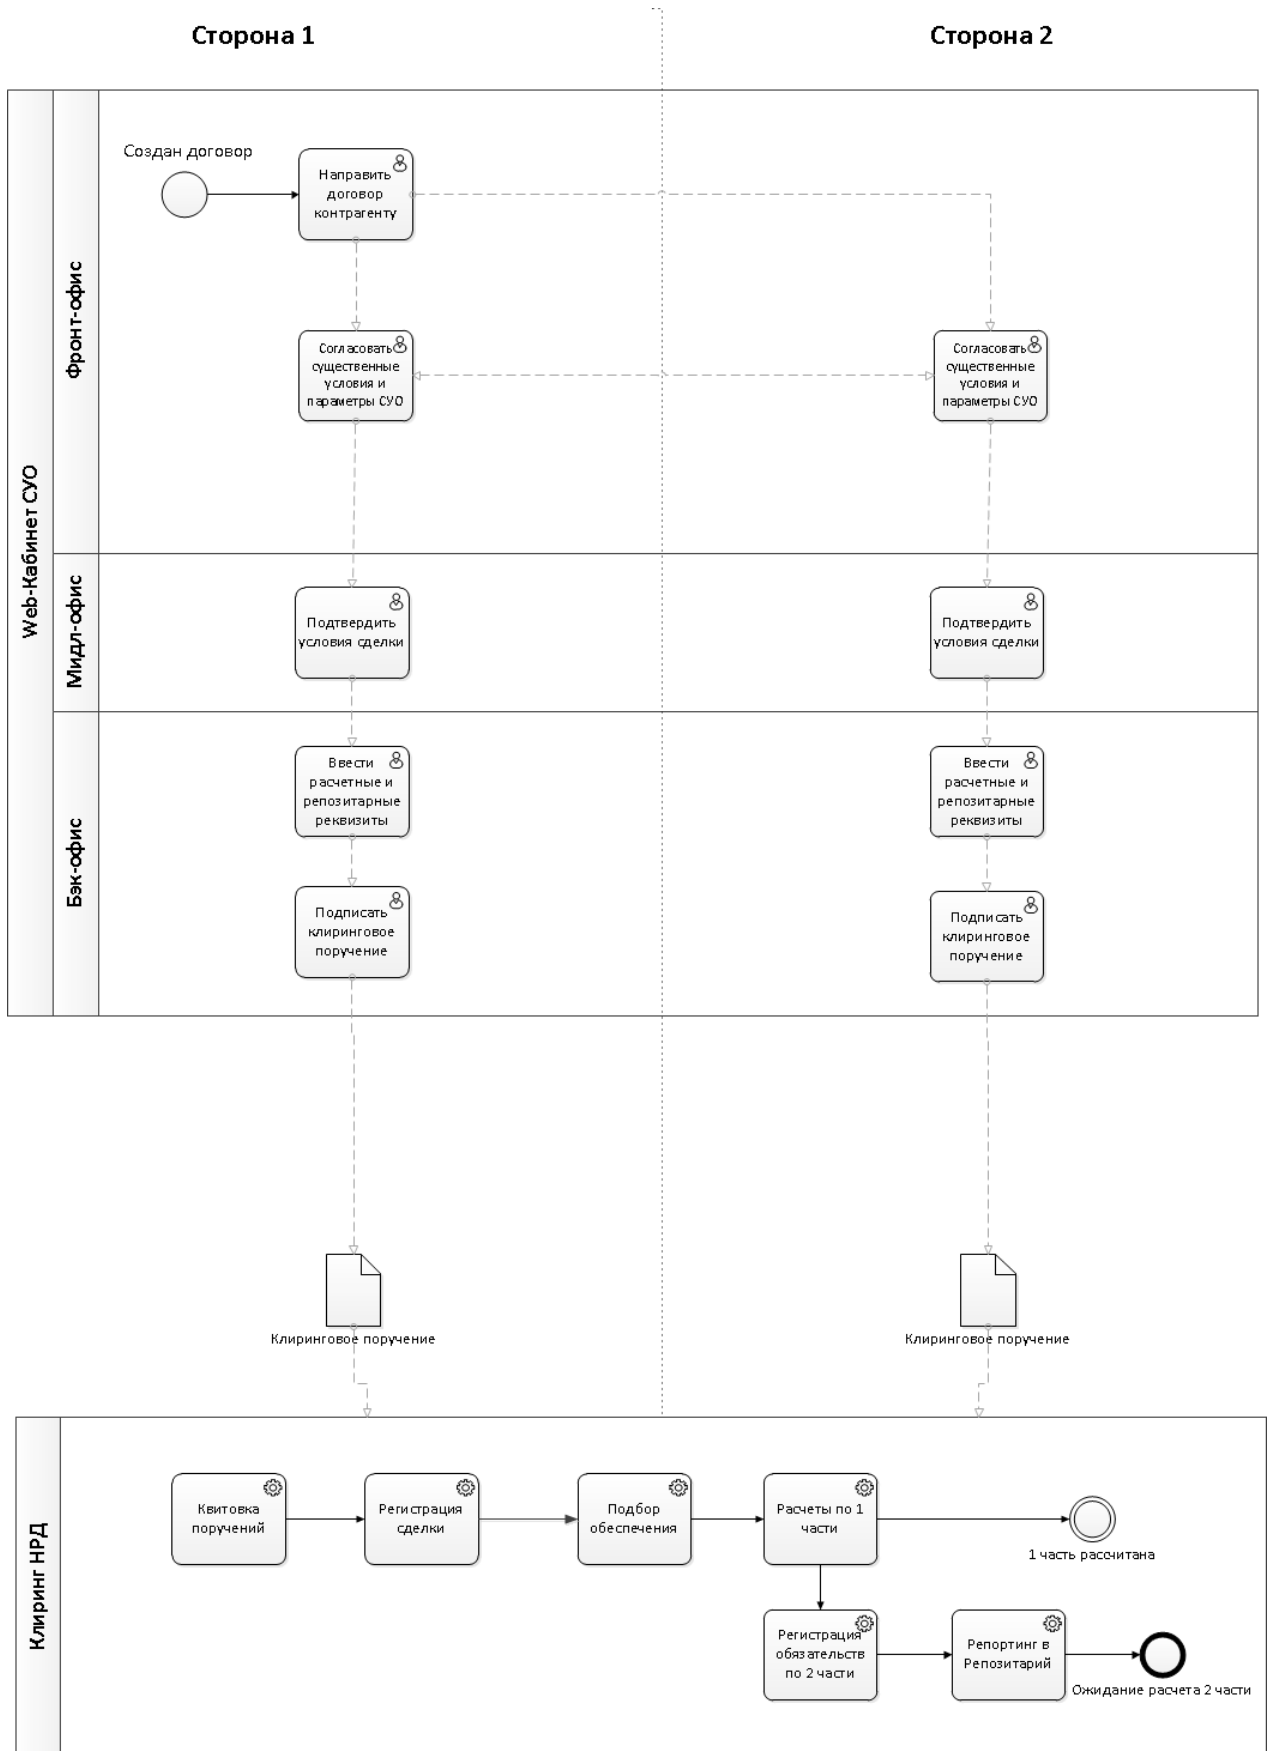 Сторона 1
Сторона 2
Web-Кабинет СУО
Фронт-офис
Создан договор
Направить
договор
контрагенту
Согласовать
существенные
условия и
параметры СУО
Согласовать
существенные
условия и
параметры СУО
Мидл-офис
Подтвердить
условия сделки
Подтвердить
условия сделки
Бэк-офис
Ввести
расчетные и
репозитарные
реквизиты
Ввести
расчетные и
репозитарные
реквизиты
Подписать
клиринговое
поручение
Подписать
клиринговое
поручение
Клиринговое поручение
Клиринговое поручение
Клиринг НРД
Квитовка
поручений
Регистрация
сделки
Подбор
обеспечения
Расчеты по 1
части
1 часть рассчитана
Регистрация
обязательств
по 2 части
Репортинг в
Репозитарий
Ожидание расчета 2 части